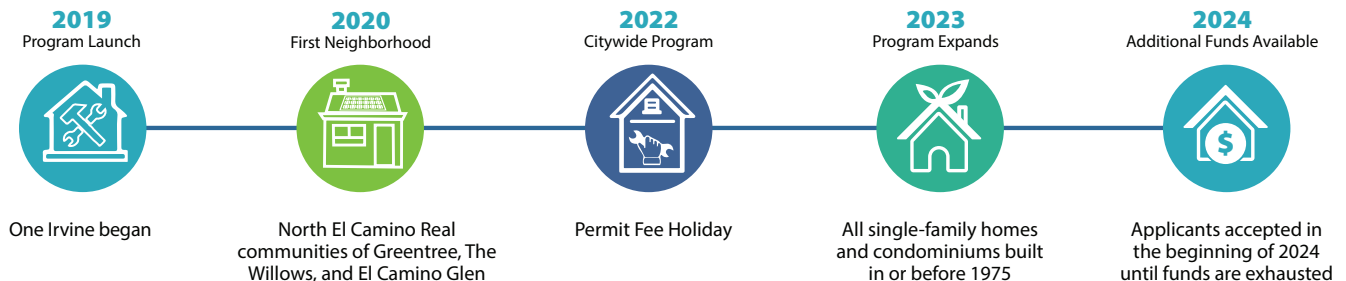 2019
Program Launch
One Irvine began
2020
First Neighborhood
North El Camino Real
communities of Greentree, The
Willows, and El Camino Glen
2022
Citywide Program
Permit Fee Holiday
2023
Program Expands
All single-family homes
and condominiums built
in or before 1975
2024
Additional Funds Available
$
Applicants accepted in
the beginning of 2024
until funds are exhausted